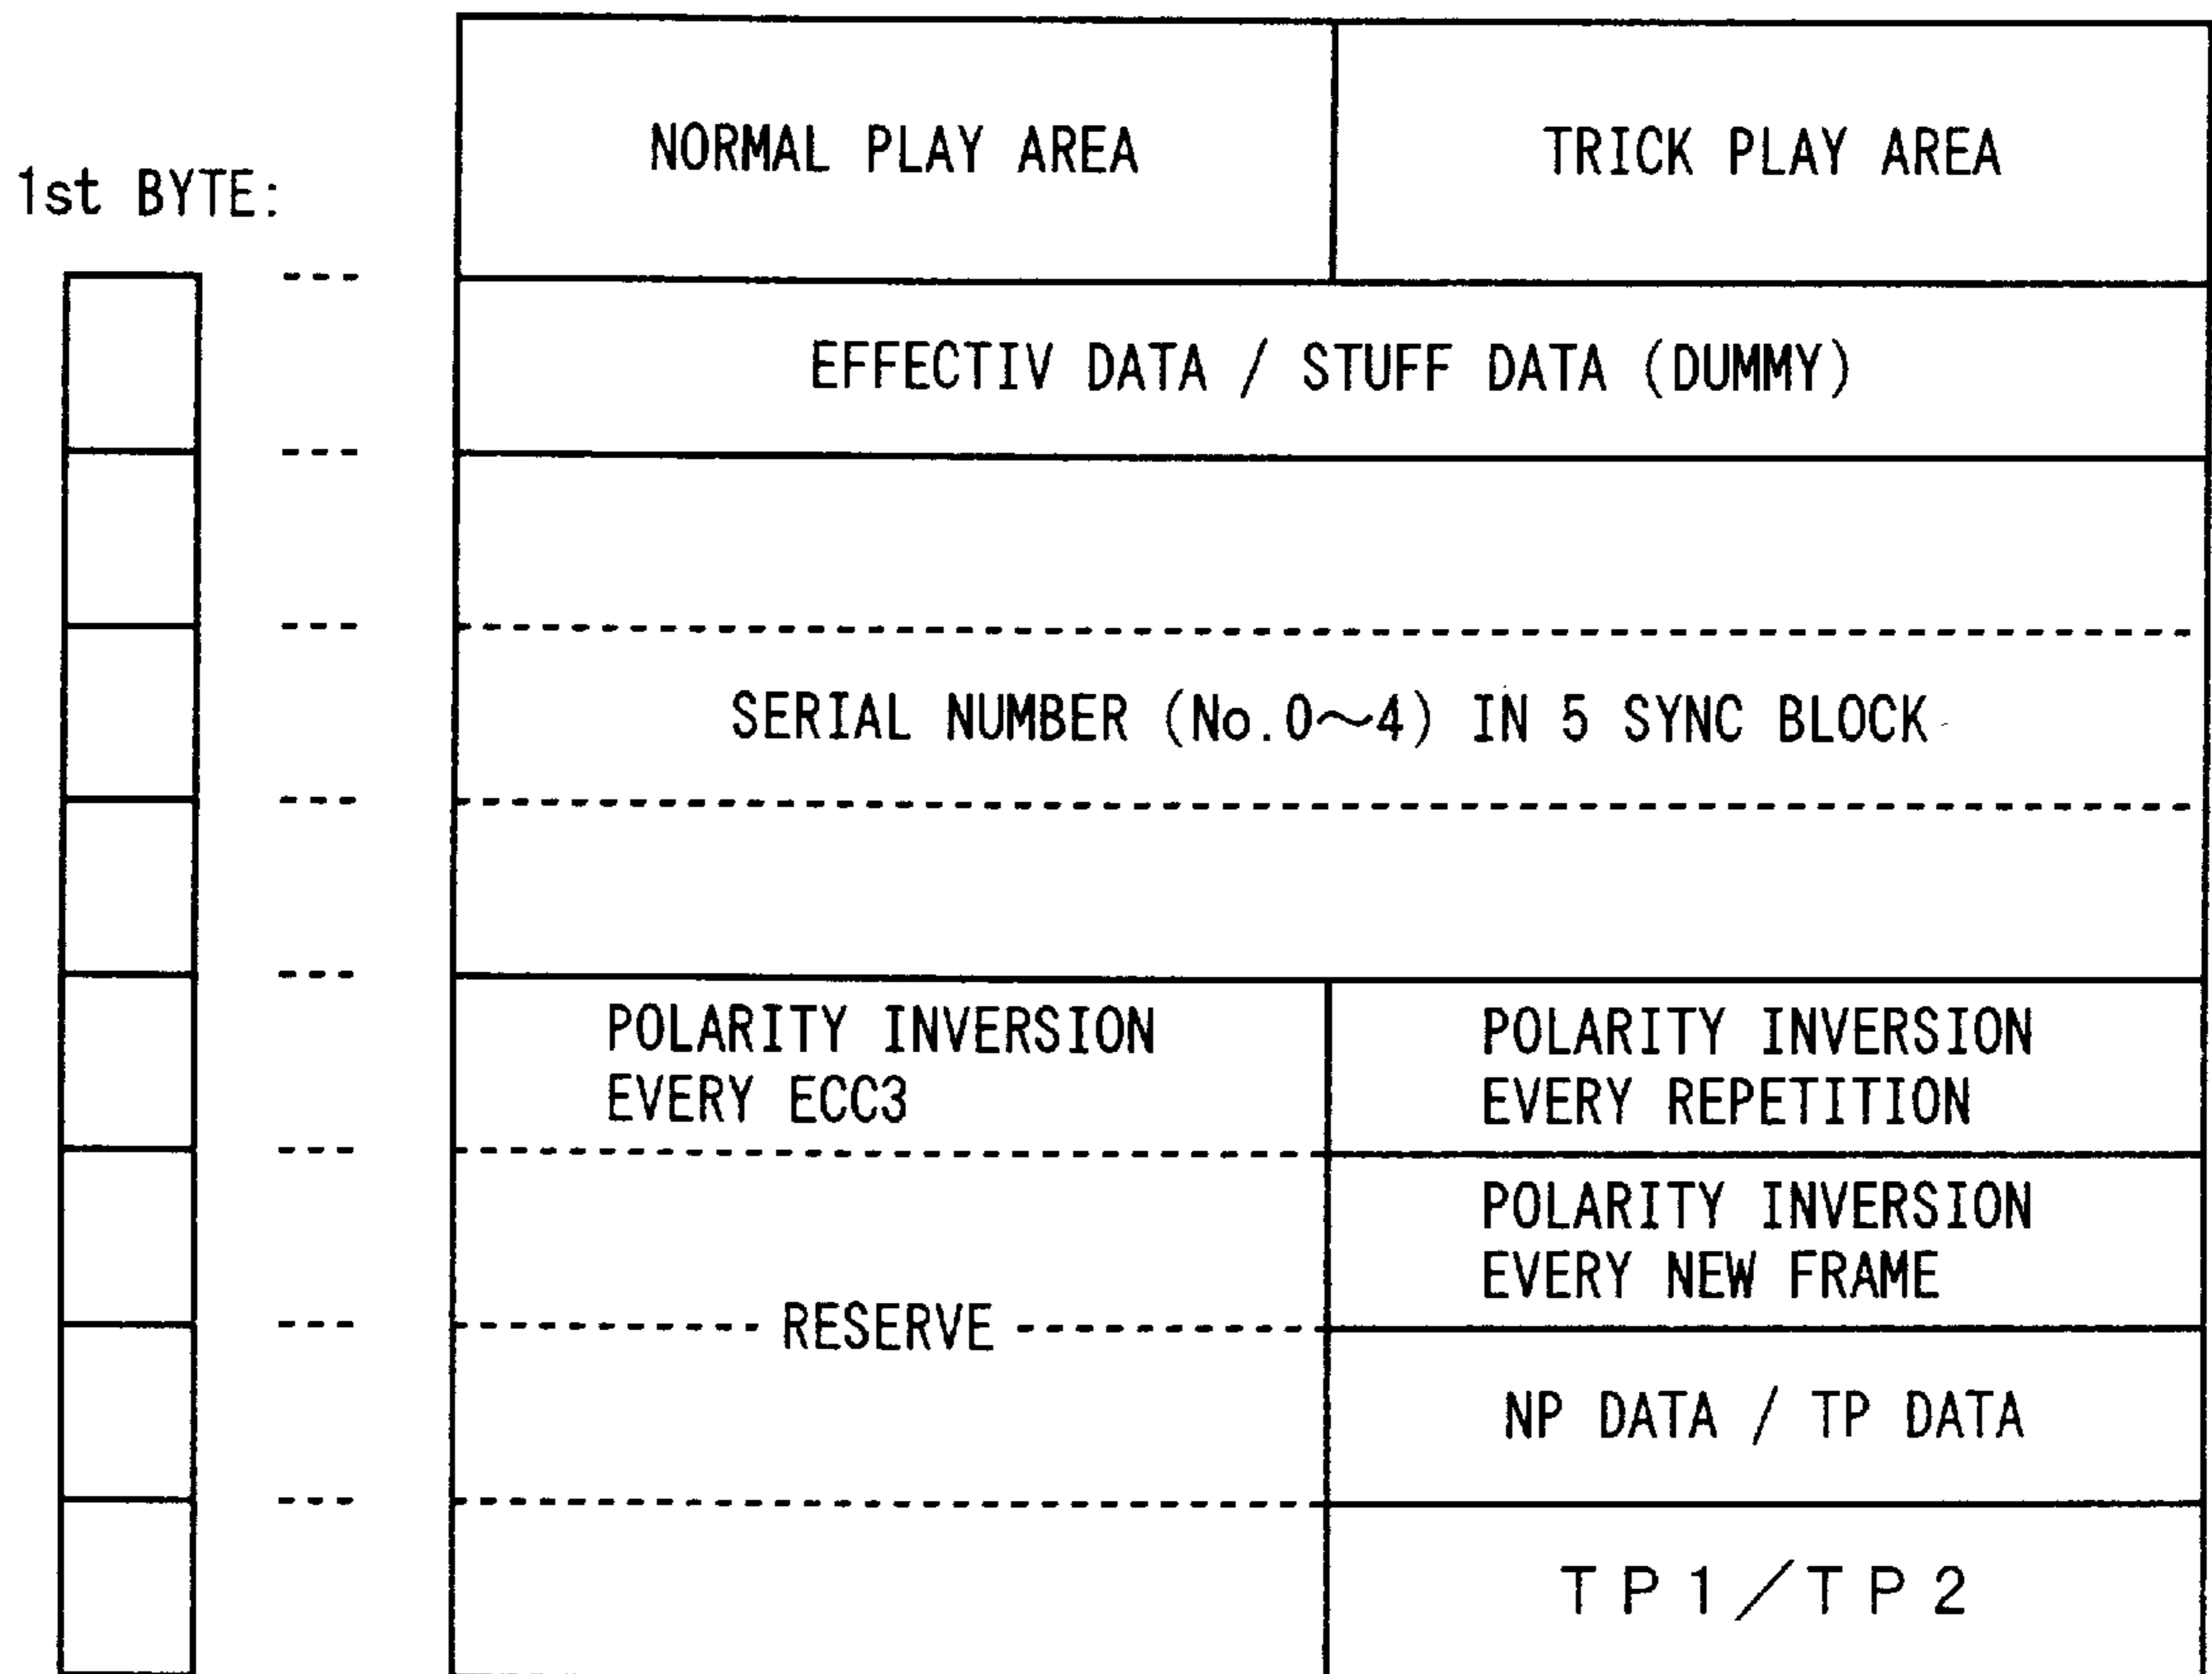 NORMAL PLAY AREA
TRICK PLAY AREA
1st BYTE:
EFFECTIV DATA / STUFF DATA (DUMMY)
SERIAL NUMBER (No.0~4) IN 5 SYNC BLOCK
POLARITY INVERSION
EVERY ECC3
POLARITY INVERSION
EVERY REPETITION
POLARITY INVERSION
EVERY NEW FRAME
RESERVE
NP DATA / TP DATA
TP1/TP2